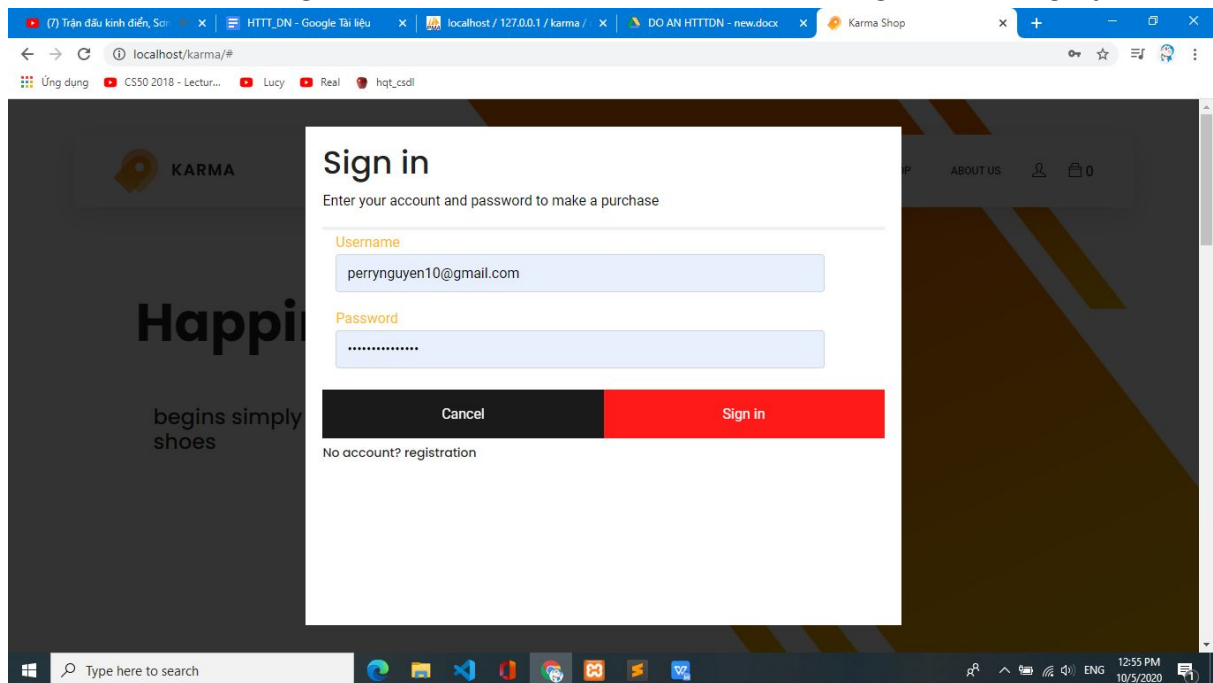 (7) Trận đấu kinh điển, Sơn
HTTT_DN - Google Tài liệu
localhost / 127.0.0.1 / karma /
DO AN HTTTDN - new.docx
Karma Shop
localhost/karma/#
Ứng dụng
CS50 2018 - Lectur...
Lucy
Real
hqt_csdl
KARMA
ABOUT US
0
Sign in
Enter your account and password to make a purchase
Username
perrynguyen10@gmail.com
Password
Happi
begins simply
shoes
Cancel
Sign in
No account? registration
Type here to search
ENG
12:55 PM
10/5/2020